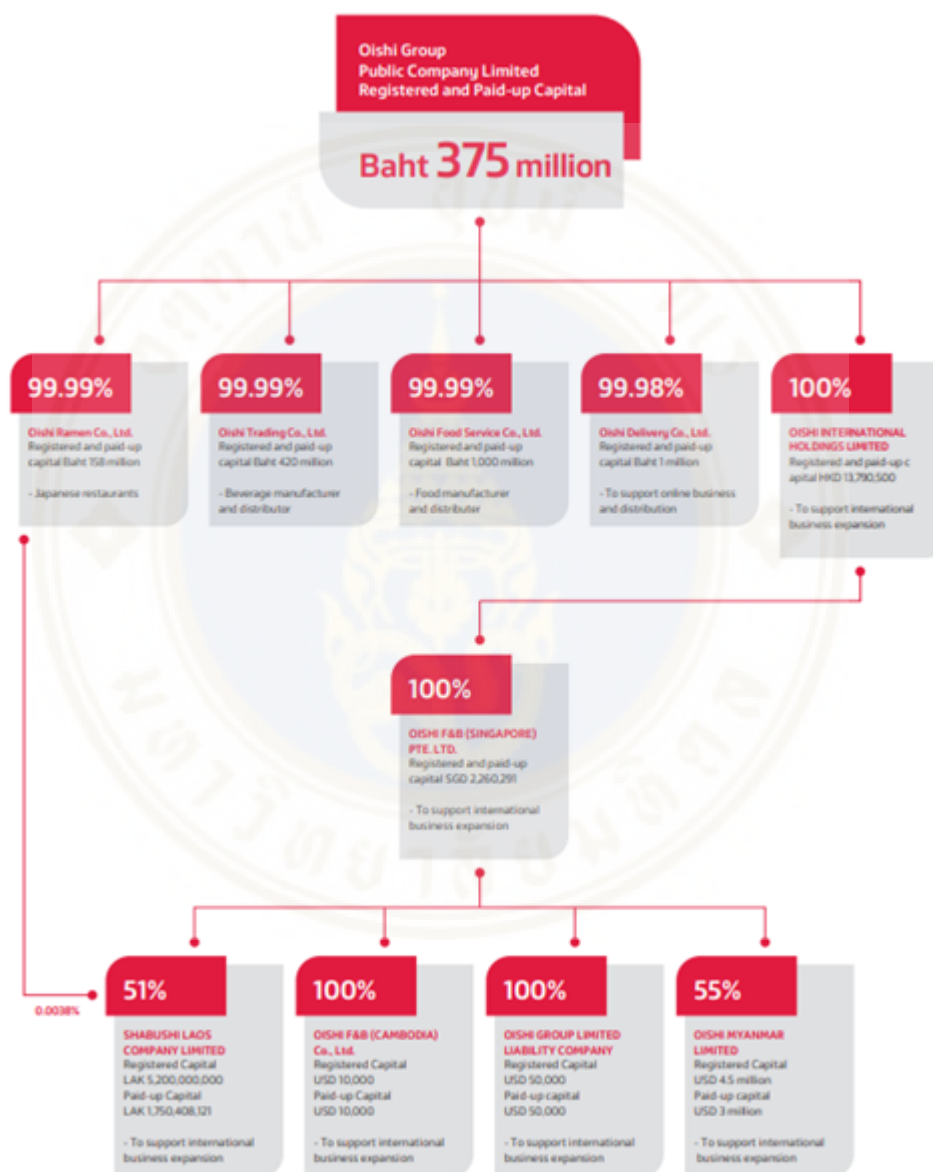 Oishi Group
Public Company Limited
Registered and Paid-up Capital
Baht 375 million
99.99%
Oishi Ramen Co., Ltd.
Registered and paid-up
capital Baht 158 million
- Japanese restaurants
99.99%
Oishi Trading Co., Ltd.
Registered and paid-up
capital Baht 420 million
- Beverage manufacturer
and distributor
99.99%
Oishi Food Service Co., Ltd.
Registered and paid-up
capital Baht 1,000 million
- Food manufacturer
and distributer
99.98%
Oishi Delivery Co., Ltd.
Registered and paid-up
capital Baht 1 million
- To support online business
and distribution
100%
OISHI INTERNATIONAL
HOLDINGS LIMITED
Registered and paid-up c
apital HKD 13,790,500
- To support international
business expansion
100%
OISHI F&B (SINGAPORE)
PTE. LTD.
Registered and paid-up
capital SGD 2,260,291
- To support international
business expansion
0.0038%
51%
SHABUSHI LAOS
COMPANY LIMITED
Registered Capital
LAK 5,200,000,000
Paid-up Capital
LAK 1,750,408,121
- To support international
business expansion
100%
OISHI F&B (CAMBODIA)
Co., Ltd.
Registered Capital
USD 10,000
Paid-up Capital
USD 10,000
- To support international
business expansion
100%
OISHI GROUP LIMITED
LIABILITY COMPANY
Registered Capital
USD 50,000
Paid-up capital
USD 50,000
- To support international
business expansion
55%
OISHI MYANMAR
LIMITED
Registered Capital
USD 4.5 million
Paid-up capital
USD 3 million
- To support international
business expansion